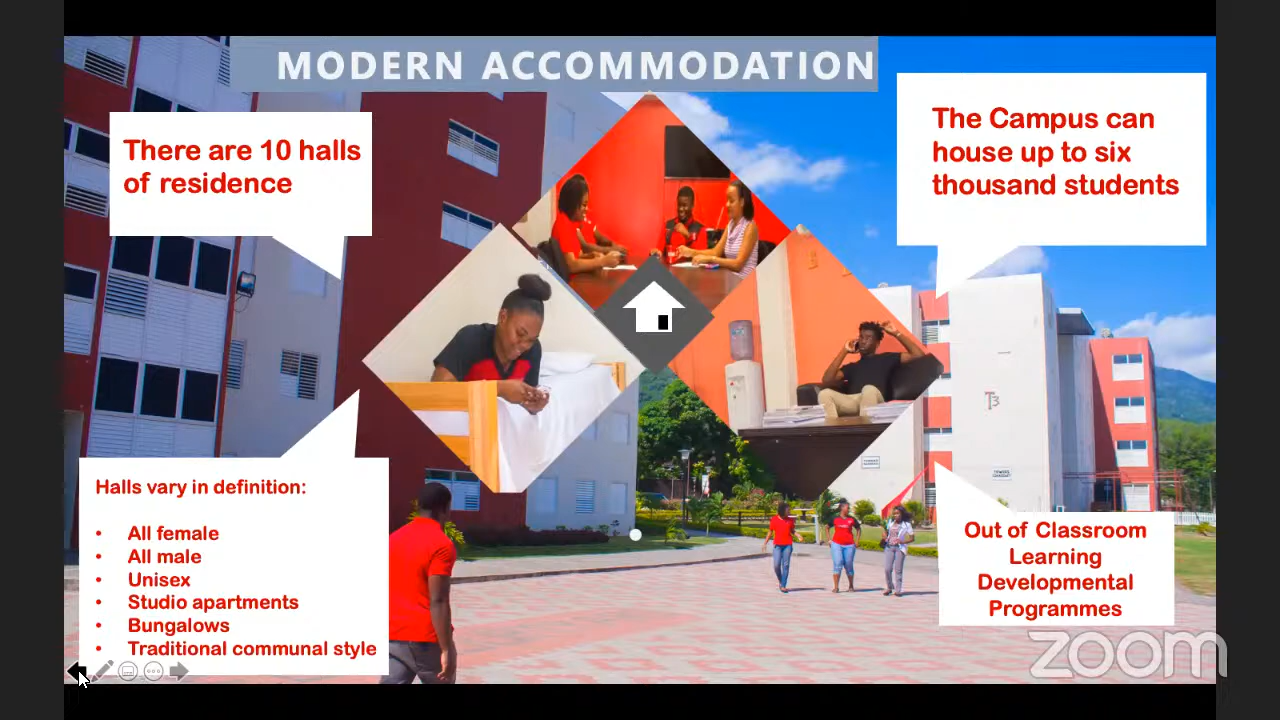 MODERN ACCOMMODATION
There are 10 halls
of residence
The Campus can
house up to six
thousand students
T3
Halls vary in definition:
• All female
• All male
• Unisex
• Studio apartments
• Bungalows
• Traditional communal style
Out of Classroom
Learning
Developmental
Programmes
zoom